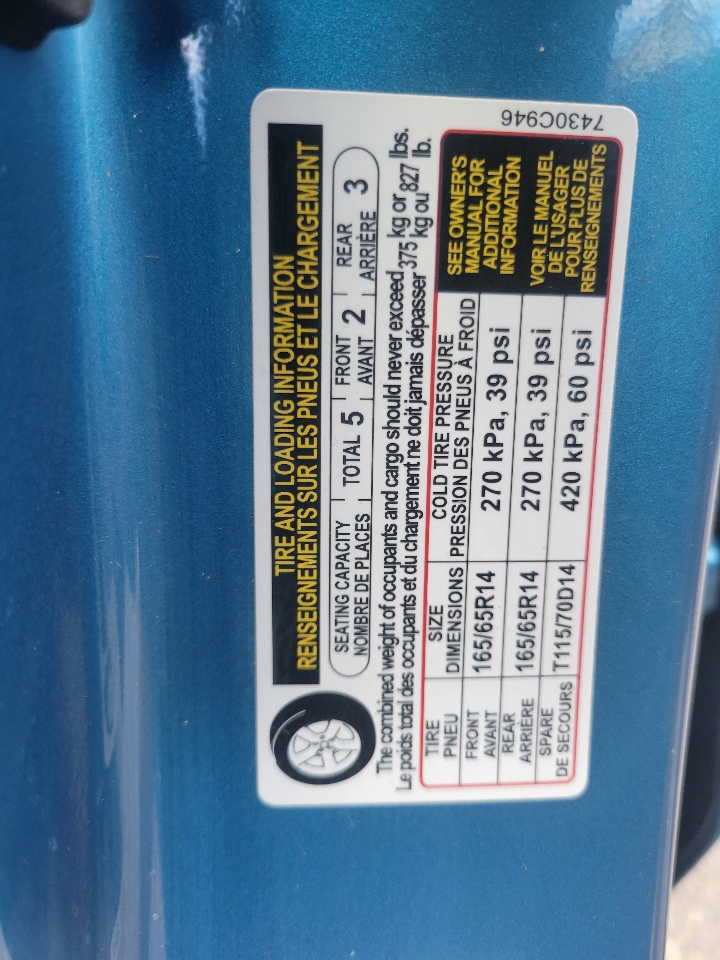 TIRE AND LOADING INFORMATION
RENSEIGNEMENTS SUR LES PNEUS ET LE CHARGEMENT
SEATING CAPACITY TOTAL 5 FRONT 2 REAR 3
NOMBRE DE PLACES AVANT ARRIÈRE
The combined weight of occupants and cargo should never exceed 375 kg or 827 lbs.
Le poids total des occupants et du chargement ne doit jamais dépasser kg ou lb.
TIRE SIZE COLD TIRE PRESSURE
PNEU DIMENSIONS PRESSION DES PNEUS À FROID
FRONT 165/65R14 270 kPa, 39 psi
AVANT
REAR 165/65R14 270 kPa, 39 psi
ARRIÈRE
SPARE T115/70D14 420 kPa, 60 psi
DE SECOURS
SEE OWNER'S
MANUAL FOR
ADDITIONAL
INFORMATION
VOIR LE MANUEL
DE L'USAGER
POUR PLUS DE
RENSEIGNEMENTS
7430C946